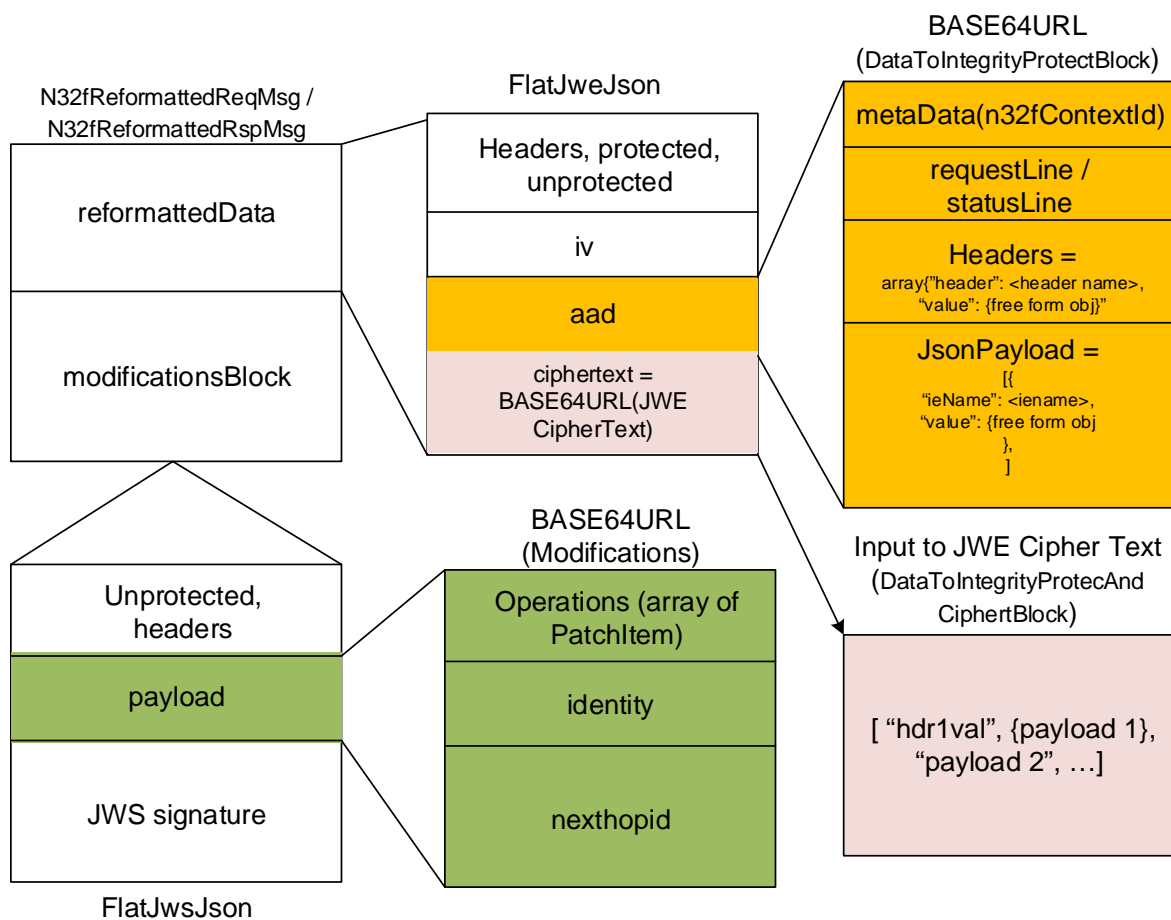 N32fReformattedReqMsg /
N32fReformattedRspMsg
reformattedData
modificationsBlock
FlatJweJson
Headers, protected,
unprotected
iv
aad
ciphertext =
BASE64URL(JWE
CipherText)
BASE64URL
(DataToIntegrityProtectBlock)
metaData(n32fContextId)
requestLine /
statusLine
Headers =
array{”header”: <header name>,
“value”: {free form obj}”
JsonPayload =
[{
“ieName”: <iename>,
“value”: {free form obj
},
]
Unprotected,
headers
payload
JWS signature
FlatJwsJson
BASE64URL
(Modifications)
Operations (array of
PatchItem)
identity
nexthopid
Input to JWE Cipher Text
(DataToIntegrityProtecAnd
CiphertBlock)
[ “hdr1val”, {payload 1},
“payload 2”, …]